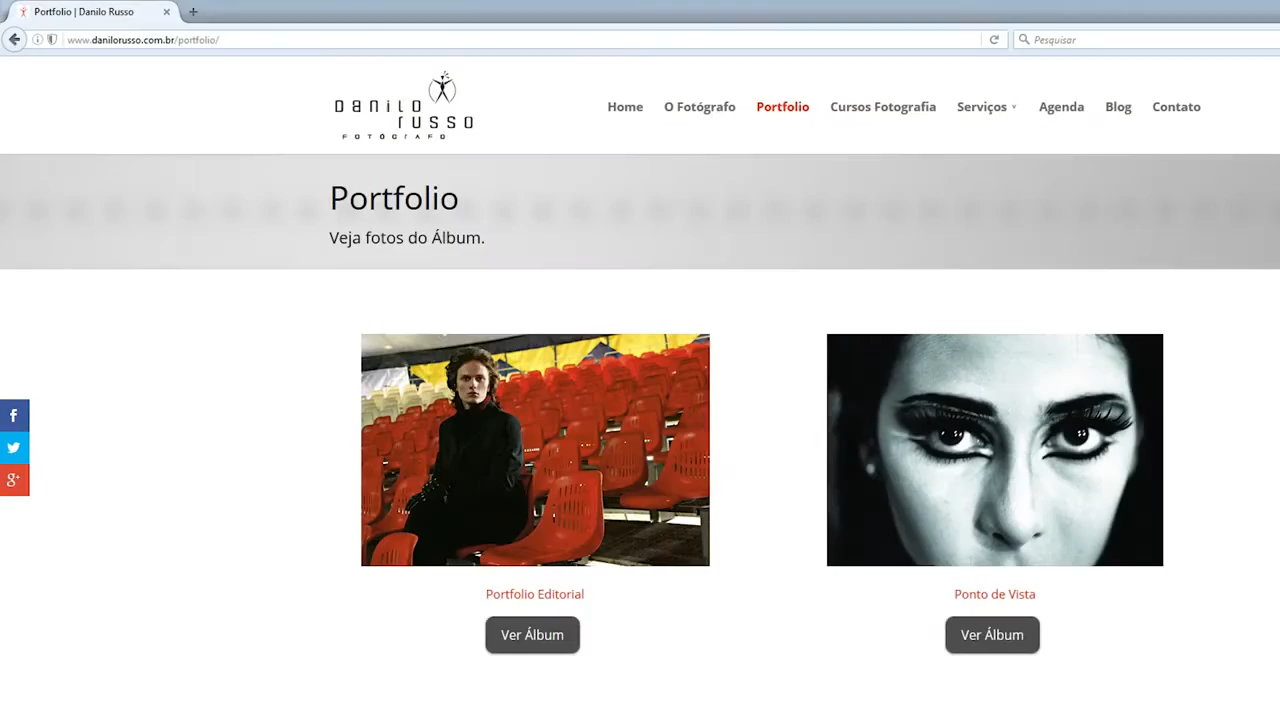 Portfolio | Danilo Russo
www.danilorusso.com.br/portfolio/
Pesquisar
DANILO
RUSSO
FOTÓGRAFO
Home O Fotógrafo Portfolio Cursos Fotografia Serviços Agenda Blog Contato
Portfolio
Veja fotos do Álbum.
Portfolio Editorial
Ponto de Vista
Ver Álbum
Ver Álbum